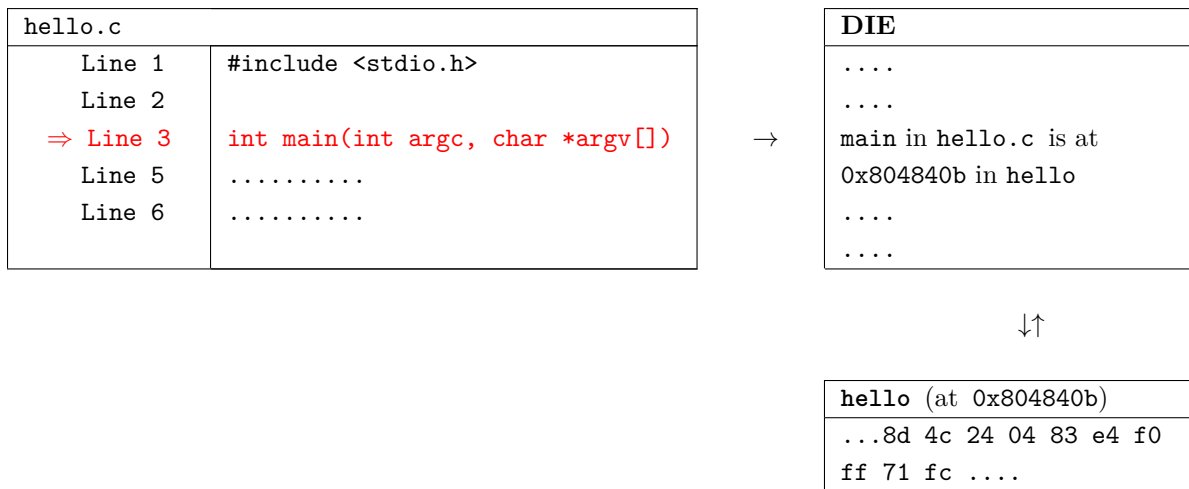 hello.c
Line 1 #include <stdio.h>
Line 2
⇒ Line 3 int main(int argc, char *argv[])
Line 5 ..........
Line 6 ..........
→
DIE
....
....
main in hello.c is at
0x804840b in hello
....
....
↓↑
hello (at 0x804840b)
...8d 4c 24 04 83 e4 f0
ff 71 fc ....